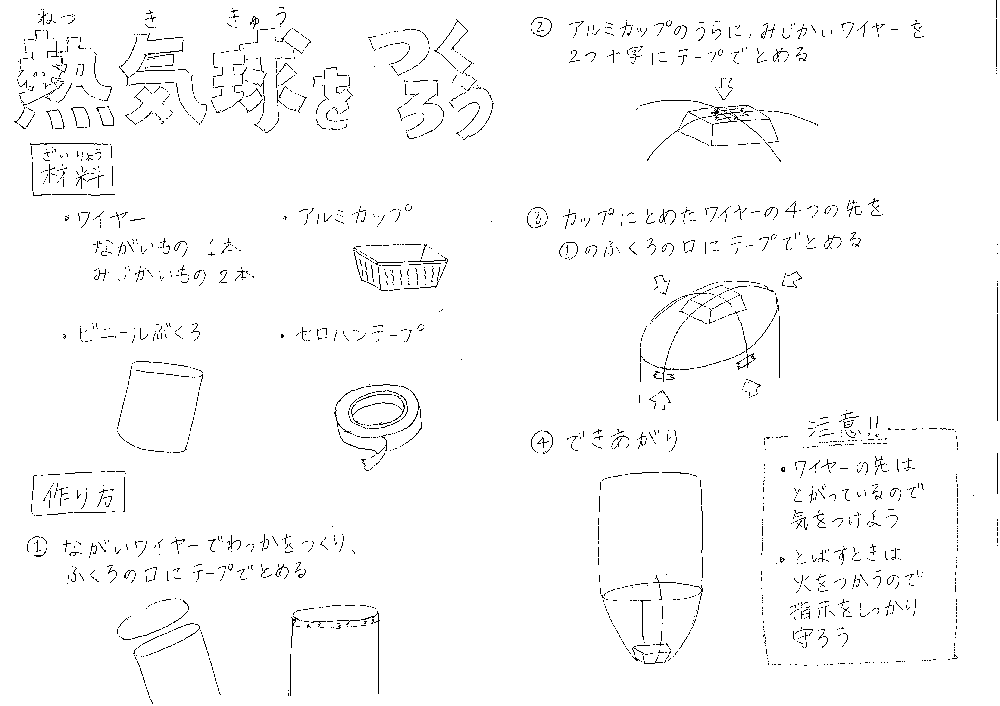 ねつ き きゅう
熱気球をつくろう
ざいりょう
材料
・ワイヤー
ながいもの 1本
みじかいもの 2本
・アルミカップ
・ビニールぶくろ
・セロハンテープ
作り方
① ながいワイヤーでわっかをつくり、
ふくろの口にテープでとめる
② アルミカップのうらに,みじかいワイヤーを
2つ十字にテープでとめる
③ カップにとめたワイヤーの4つの先を
①のふくろの口にテープでとめる
④ できあがり
注意!!
・ワイヤーの先は
とがっているので
気をつけよう
・とばすときは
火をつかうので
指示をしっかり
守ろう